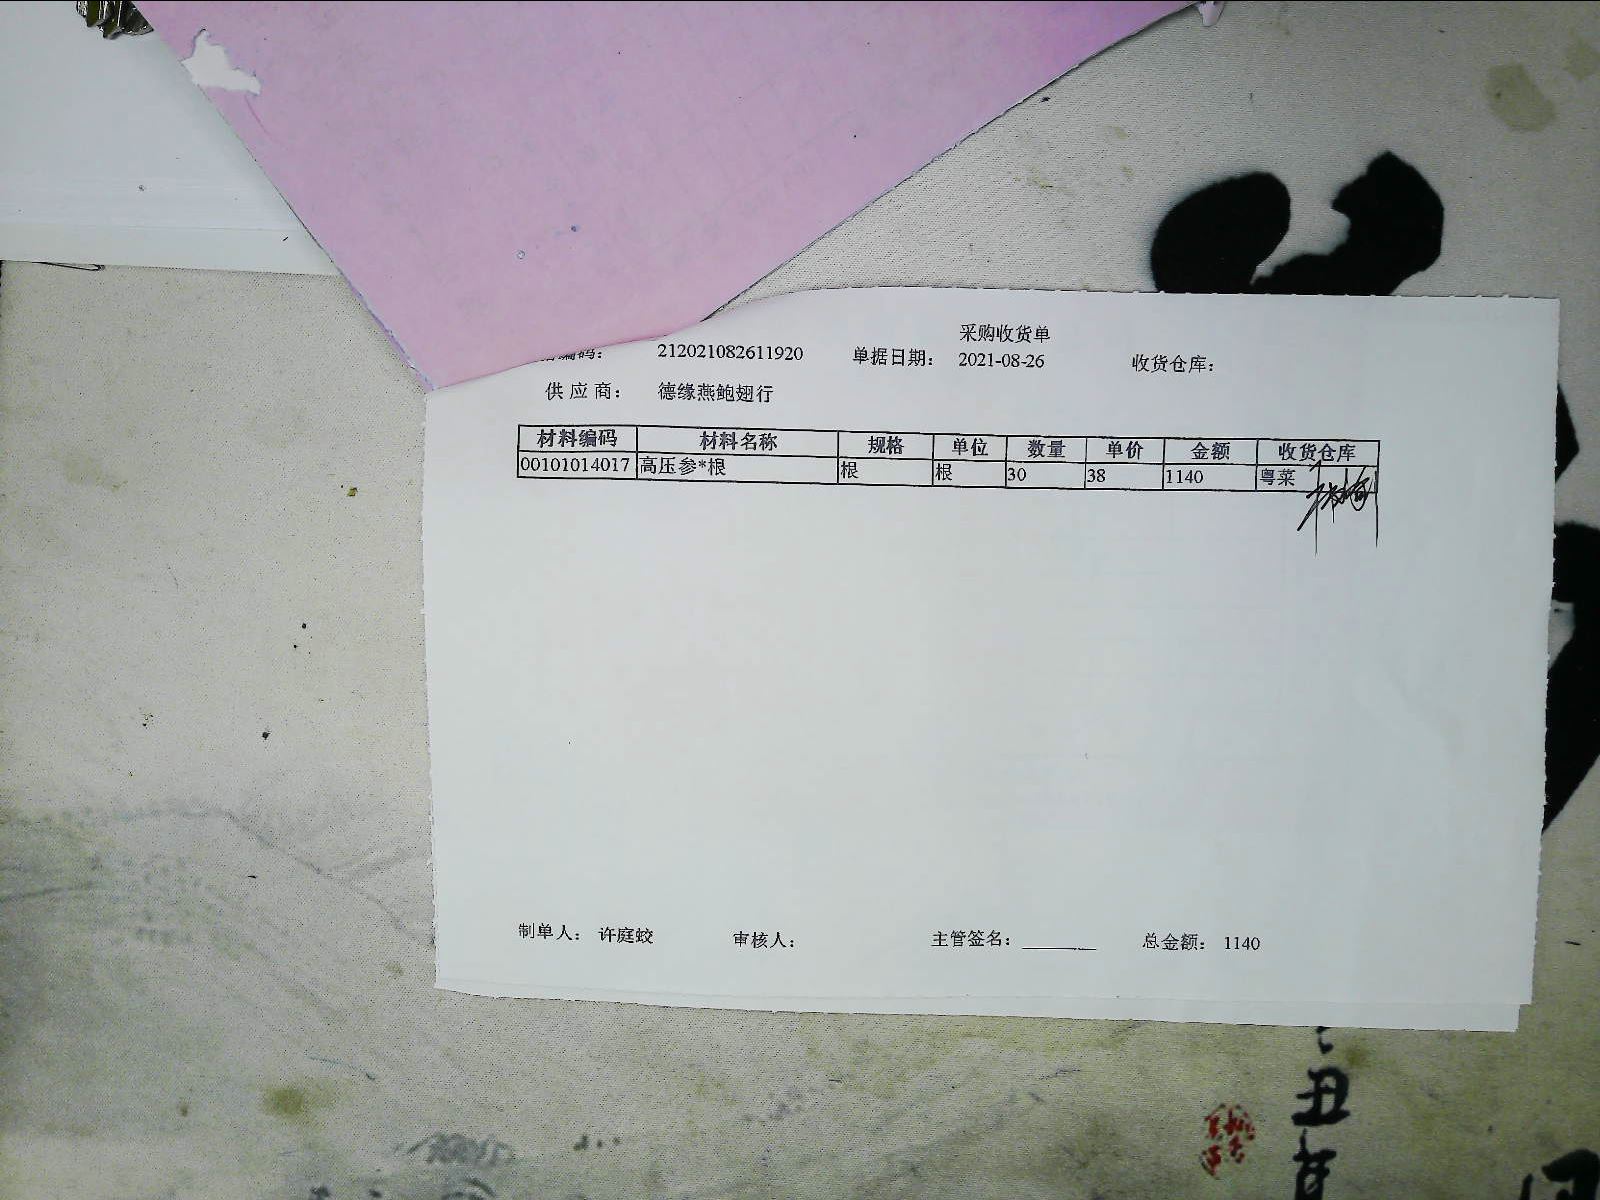 采购收货单
编码： 212021082611920 单据日期： 2021-08-26 收货仓库：
供应商： 德缘燕鲍翅行
材料编码 材料名称 规格 单位 数量 单价 金额 收货仓库
00101014017 高压参*根 根 根 30 38 1140 粤菜
制单人： 许庭蛟 审核人： 主管签名： 总金额： 1140
丑